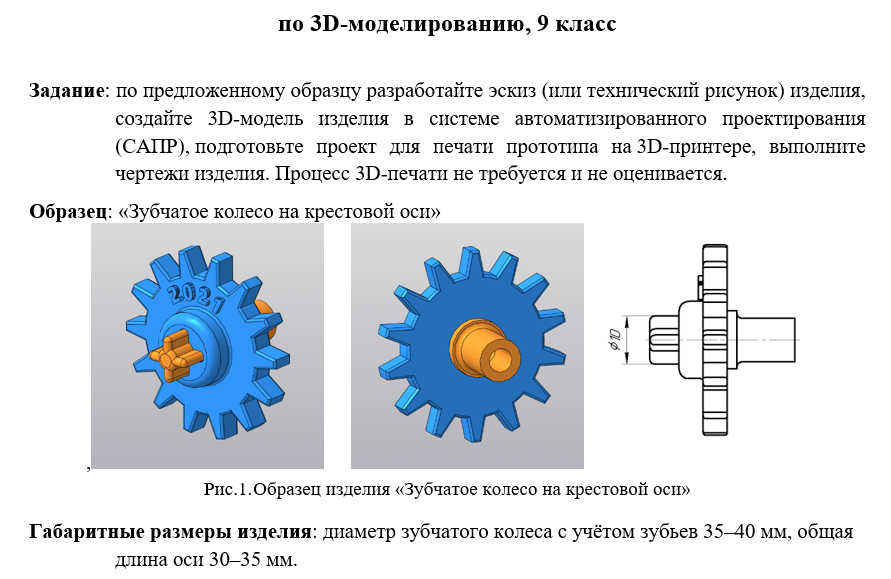 по 3D-моделированию, 9 класс
Задание: по предложенному образцу разработайте эскиз (или технический рисунок) изделия,
создайте 3D-модель изделия в системе автоматизированного проектирования
(САПР), подготовьте проект для печати прототипа на 3D-принтере, выполните
чертежи изделия. Процесс 3D-печати не требуется и не оценивается.
Образец: «Зубчатое колесо на крестовой оси»
2021
⌀10
,
Рис.1.Образец изделия «Зубчатое колесо на крестовой оси»
Габаритные размеры изделия: диаметр зубчатого колеса с учётом зубьев 35–40 мм, общая
длина оси 30–35 мм.